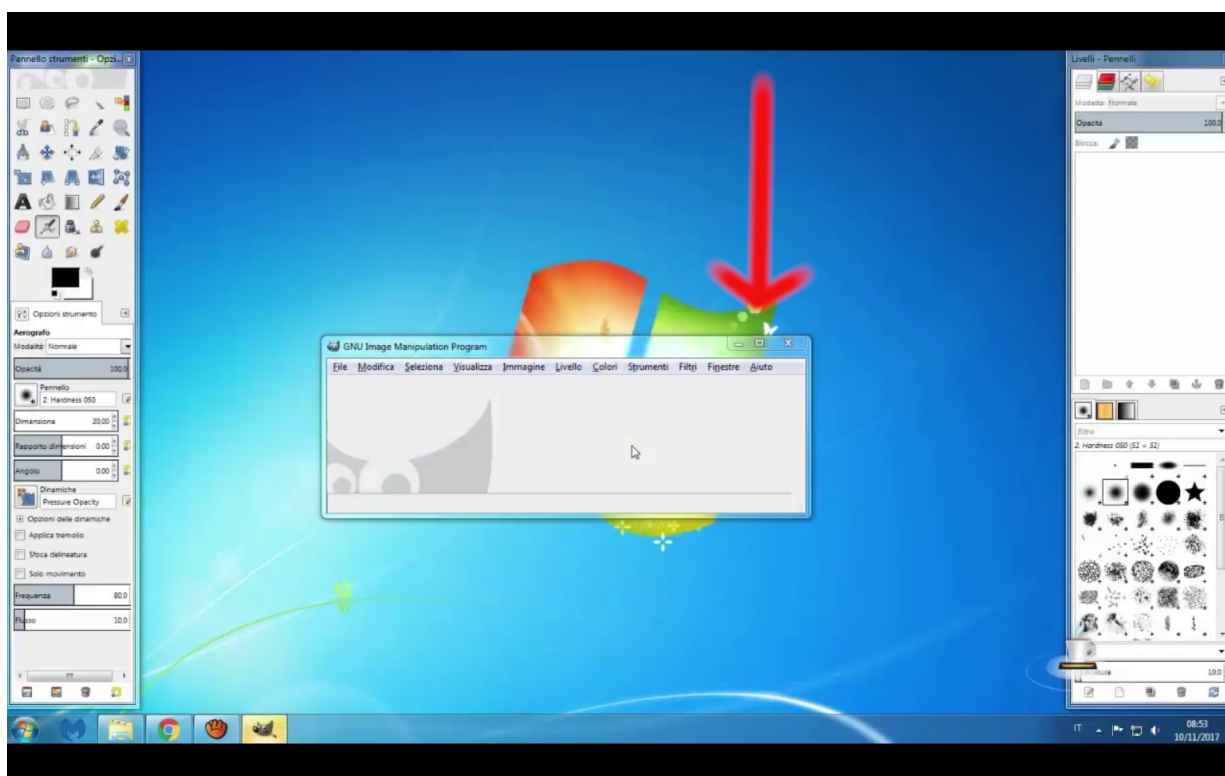 Pannello strumenti - Opzi...
Opzioni strumento
Aerografo
Modalità: Normale
Opacità 100,0
Pennello
2. Hardness 050
Dimensione 20,00
Rapporto dimensioni 0,00
Angolo 0,00
Dinamiche
Pressure Opacity
Opzioni delle dinamiche
Applica tremolio
Sfoca delineatura
Solo movimento
Frequenza 80,0
Flusso 10,0
GNU Image Manipulation Program
File Modifica Seleziona Visualizza Immagine Livello Colori Strumenti Filtri Finestre Aiuto
Livelli - Pennelli
Modalità: Normale
Opacità 100,0
Blocca:
filtro
2. Hardness 050 (51 × 51)
10,0
IT
08:53
10/11/2017